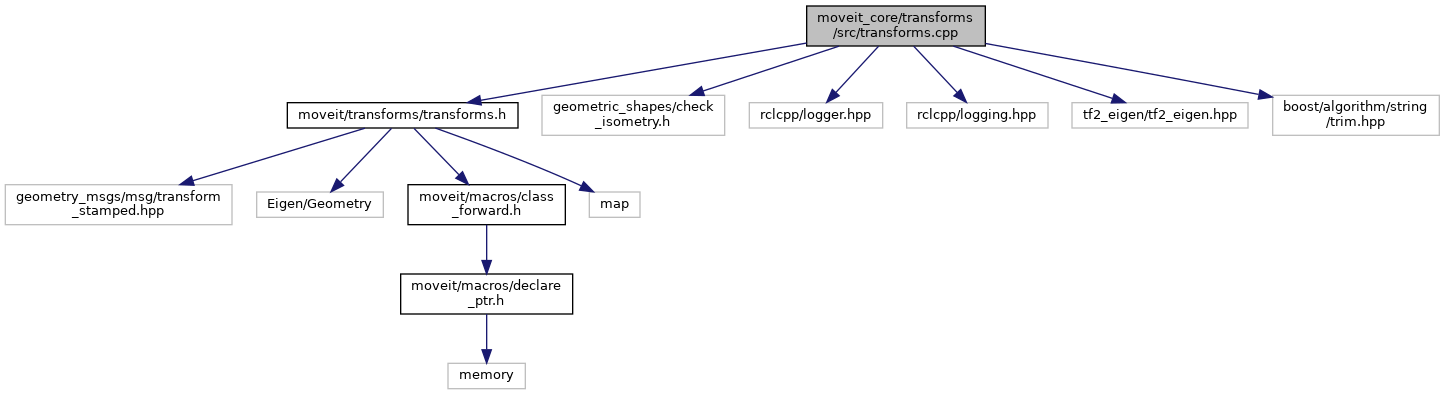 moveit_core/transforms
/src/transforms.cpp
moveit/transforms/transforms.h
geometric_shapes/check
_isometry.h
rclcpp/logger.hpp
rclcpp/logging.hpp
tf2_eigen/tf2_eigen.hpp
boost/algorithm/string
/trim.hpp
geometry_msgs/msg/transform
_stamped.hpp
Eigen/Geometry
moveit/macros/class
_forward.h
map
moveit/macros/declare
_ptr.h
memory